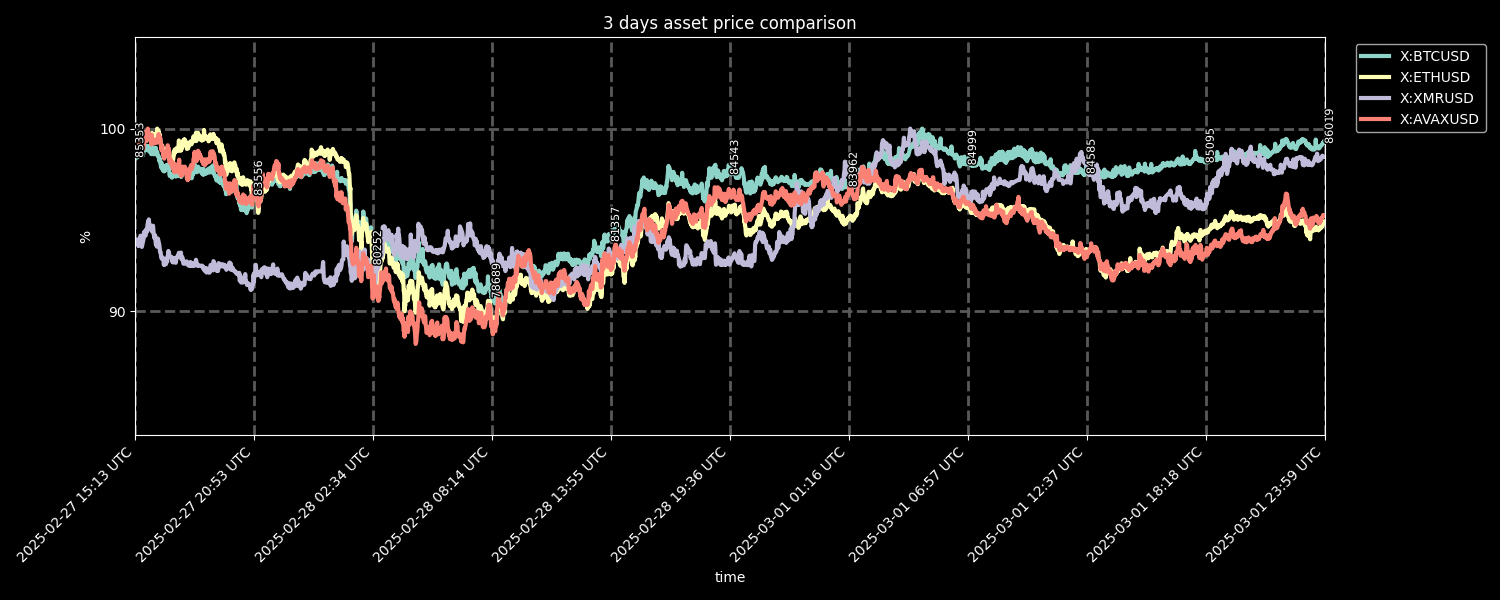 3 days asset price comparison
X:BTCUSD
X:ETHUSD
X:XMRUSD
X:AVAXUSD
100
90
%
85353
83556
80252
78689
81357
84543
83962
84999
84585
85095
86019
2025-02-27 15:13 UTC
2025-02-27 20:53 UTC
2025-02-28 02:34 UTC
2025-02-28 08:14 UTC
2025-02-28 13:55 UTC
2025-02-28 19:36 UTC
2025-03-01 01:16 UTC
2025-03-01 06:57 UTC
2025-03-01 12:37 UTC
2025-03-01 18:18 UTC
2025-03-01 23:59 UTC
time